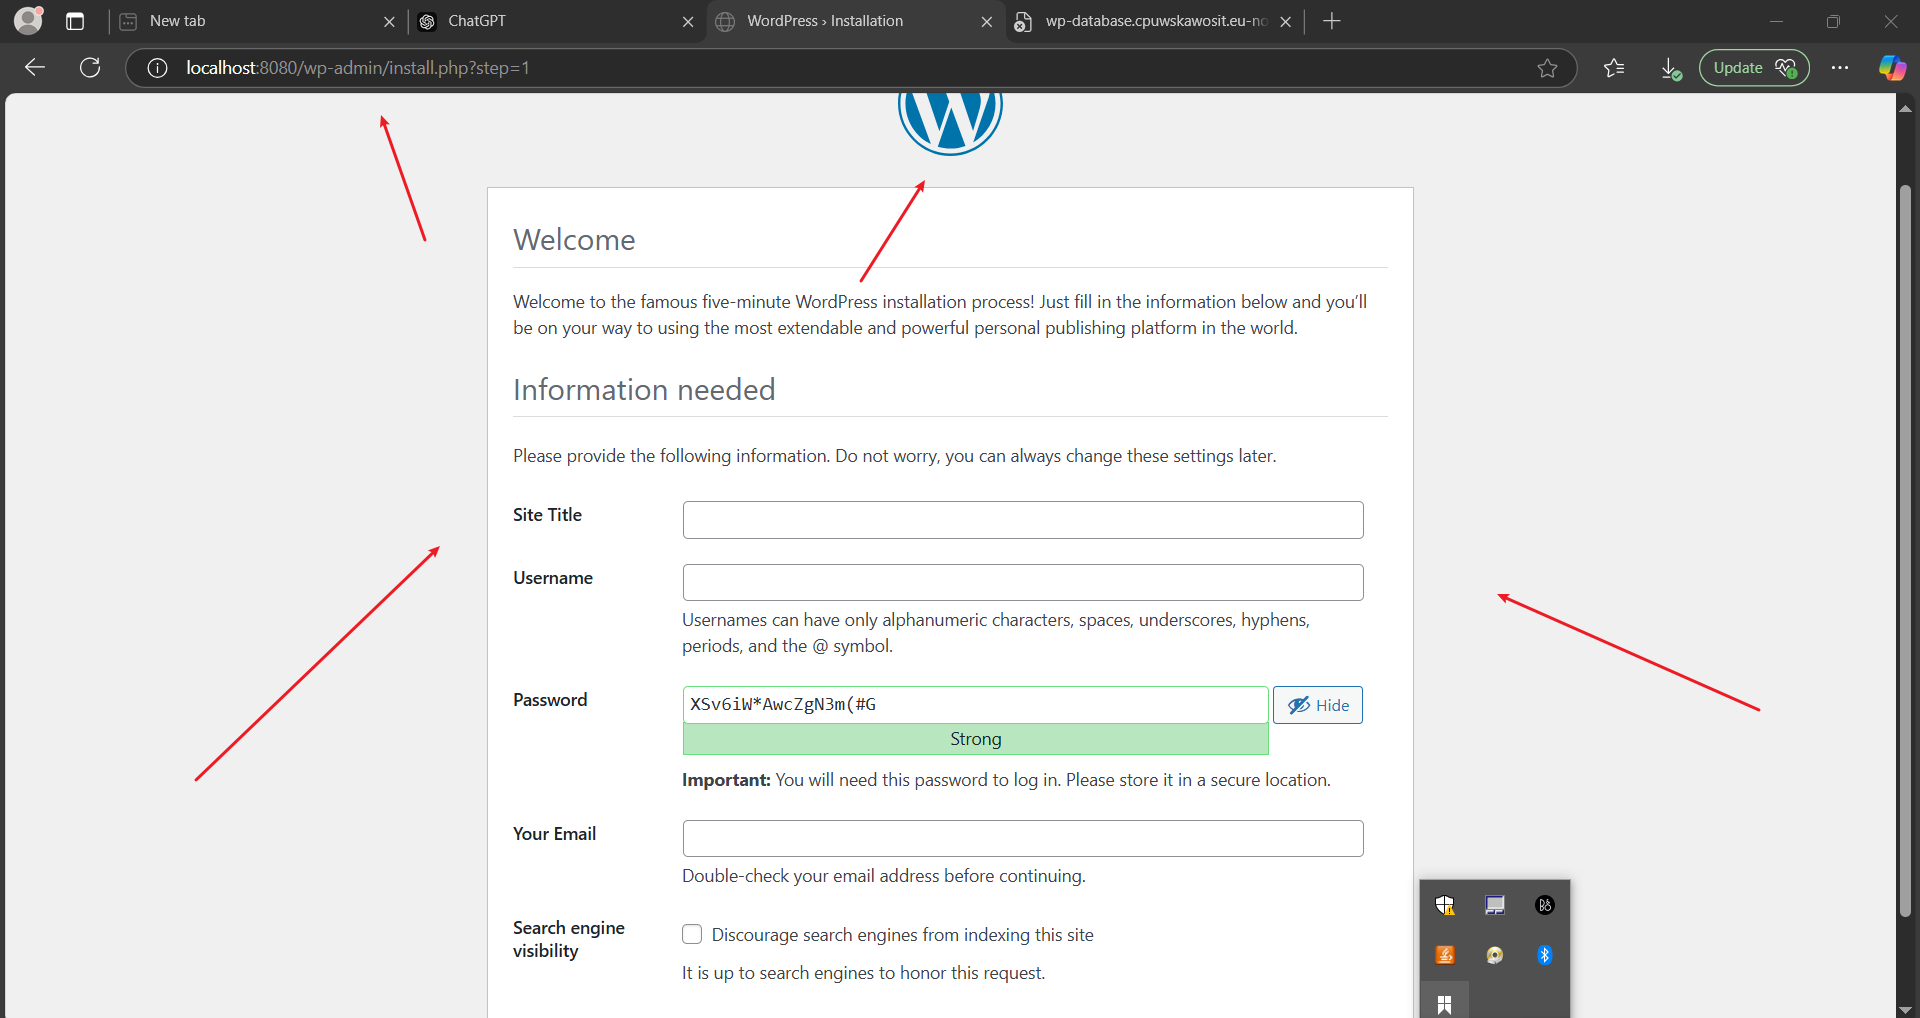 New tab
ChatGPT
WordPress › Installation
wp-database.cpuwskawosit.eu-no
localhost:8080/wp-admin/install.php?step=1
Update
Welcome
Welcome to the famous five-minute WordPress installation process! Just fill in the information below and you’ll
be on your way to using the most extendable and powerful personal publishing platform in the world.
Information needed
Please provide the following information. Do not worry, you can always change these settings later.
Site Title
Username
Usernames can have only alphanumeric characters, spaces, underscores, hyphens,
periods, and the @ symbol.
Password
XSv6iW*AwcZgN3m(#G
Hide
Strong
Important: You will need this password to log in. Please store it in a secure location.
Your Email
Double-check your email address before continuing.
Search engine
visibility
Discourage search engines from indexing this site
It is up to search engines to honor this request.